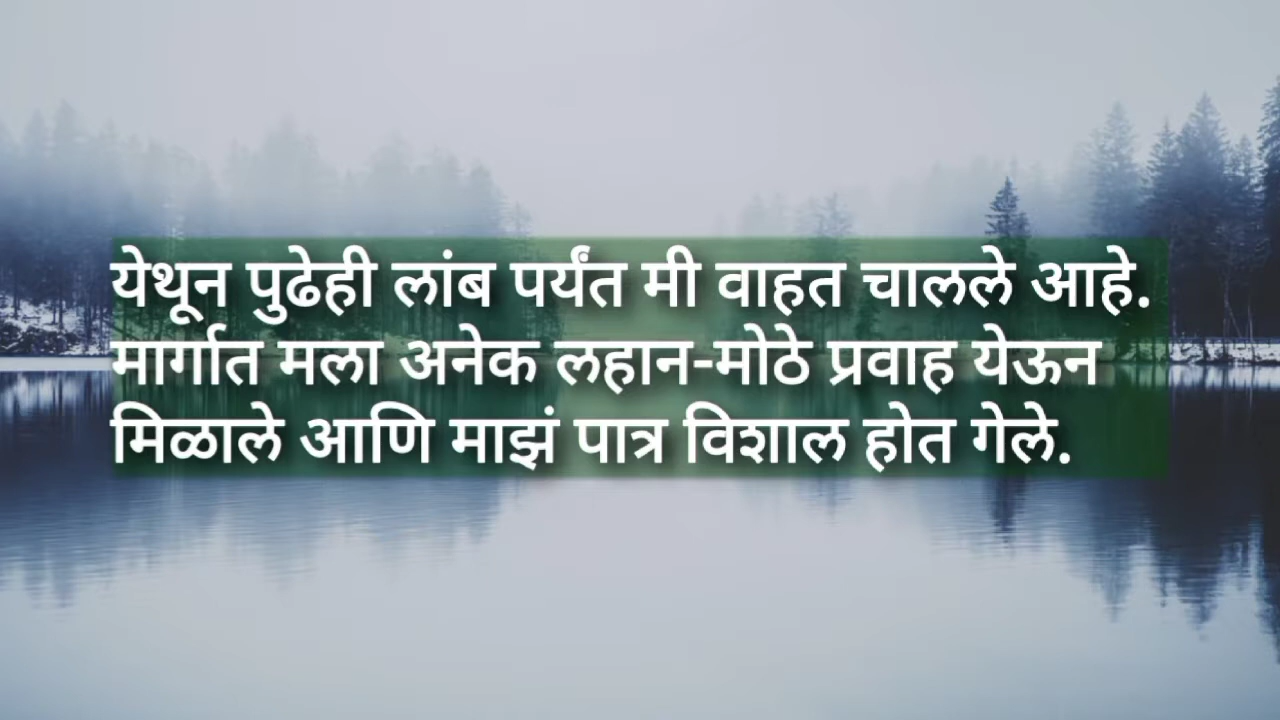 येथून पुढेही लांब पर्यंत मी वाहत चालले आहे.
मार्गात मला अनेक लहान-मोठे प्रवाह येऊन
मिळाले आणि माझं पात्र विशाल होत गेले.